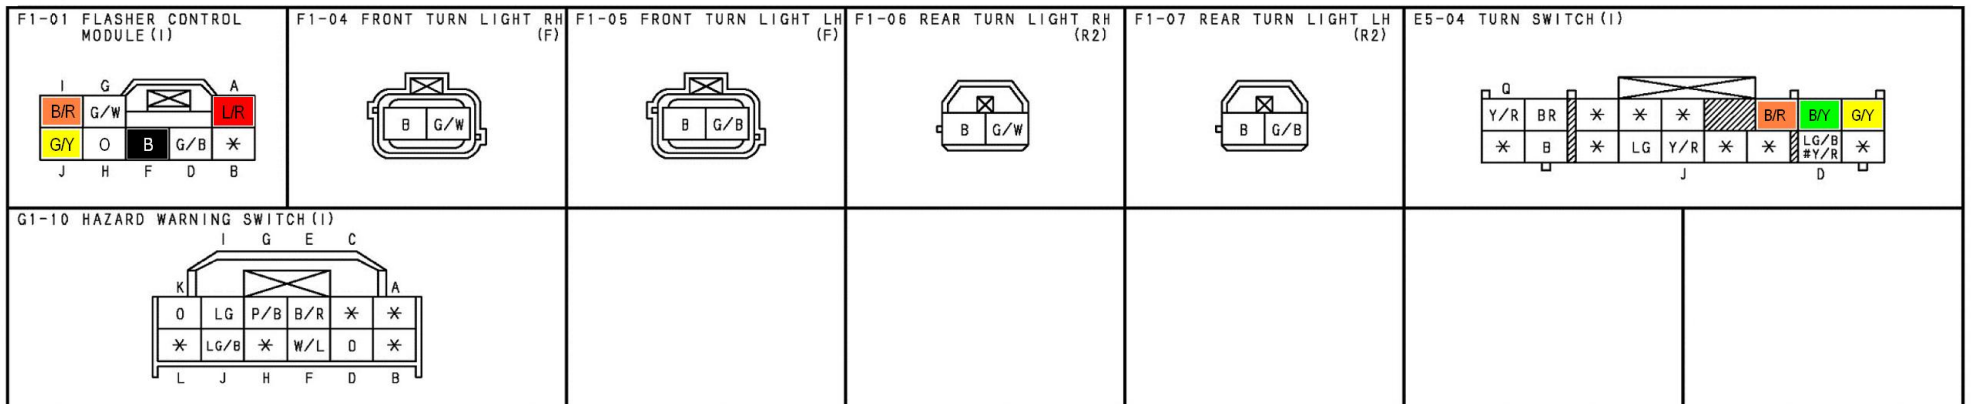 F1-01 FLASHER CONTROL
MODULE(I)
I G A
B/R G/W L/R
G/Y O B G/B *
J H F D B
F1-04 FRONT TURN LIGHT RH
(F)
B G/W
F1-05 FRONT TURN LIGHT LH
(F)
B G/B
F1-06 REAR TURN LIGHT RH
(R2)
B G/W
F1-07 REAR TURN LIGHT LH
(R2)
B G/B
E5-04 TURN SWITCH(I)
Q
Y/R BR * * * B/R B/Y G/Y
* B * LG Y/R * * LG/B *
#Y/R
J D
G1-10 HAZARD WARNING SWITCH(I)
I G E C
K A
O LG P/B B/R * *
* LG/B * W/L O *
L J H F D B